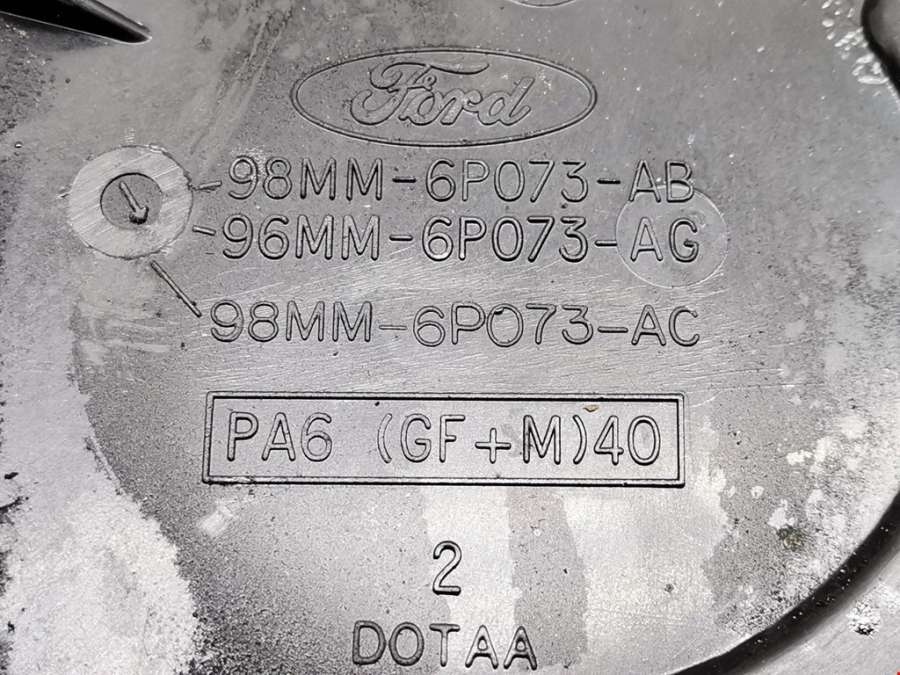 Ford
98MM-6P073-AB
96MM-6P073-AG
98MM-6P073-AC
PA6 (GF+M)40
2
DOTAA